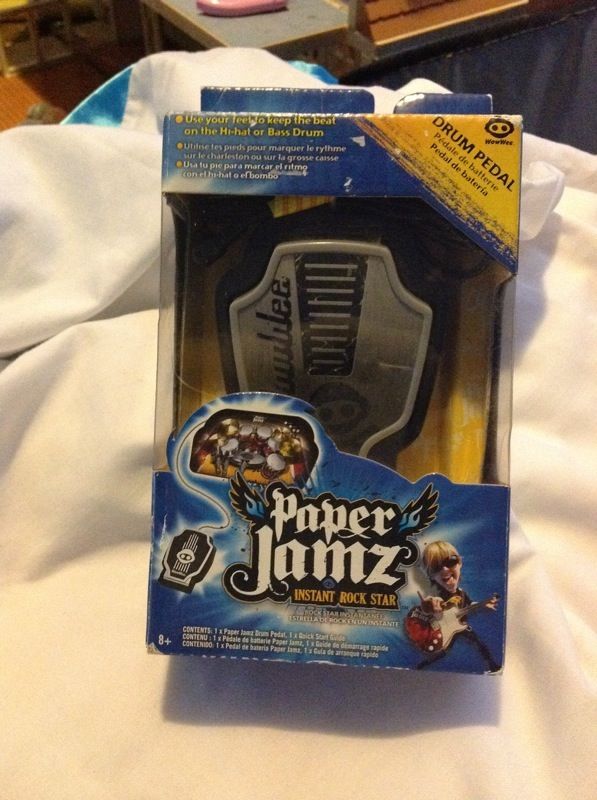 • Use your feet to keep the beat
on the Hi-hat or Bass Drum
• Utilise tes pieds pour marquer le rythme
sur le charleston ou sur la grosse caisse
• Usa tu pie para marcar el ritmo
con el hi-hat o el bombo
WowWee
DRUM PEDAL
Pédale de batterie
Pedal de batería
WowWee
Paper
Jamz
INSTANT ROCK STAR
ROCK STAR INSTANTANÉE
ESTRELLA DE ROCK EN UN INSTANTE
8+
CONTENTS: 1 x Paper Jamz Drum Pedal, 1 x Quick Start Guide
CONTENU : 1 x Pédale de batterie Paper Jamz, 1 x Guide de démarrage rapide
CONTENIDO: 1 x Pedal de batería Paper Jamz, 1 x Guía de arranque rápido